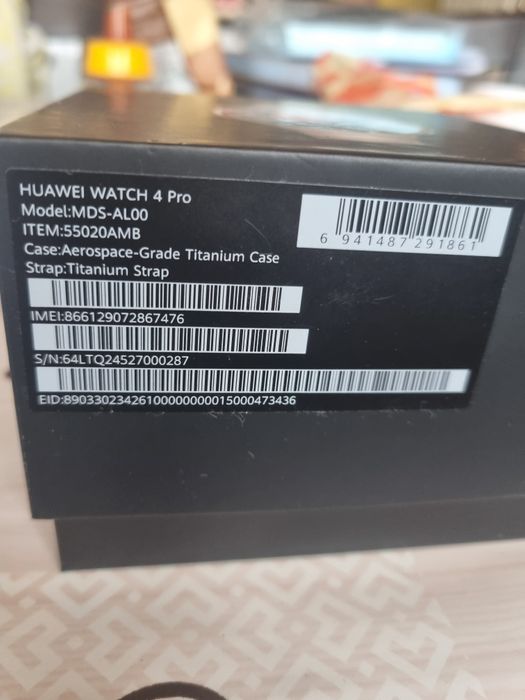 HUAWEI WATCH 4 Pro
Model:MDS-AL00
ITEM:55020AMB
Case:Aerospace-Grade Titanium Case
Strap:Titanium Strap
6 941487 291861
IMEI:866129072867476
S/N:64LTQ24527000287
EID:89033023426100000000015000473436